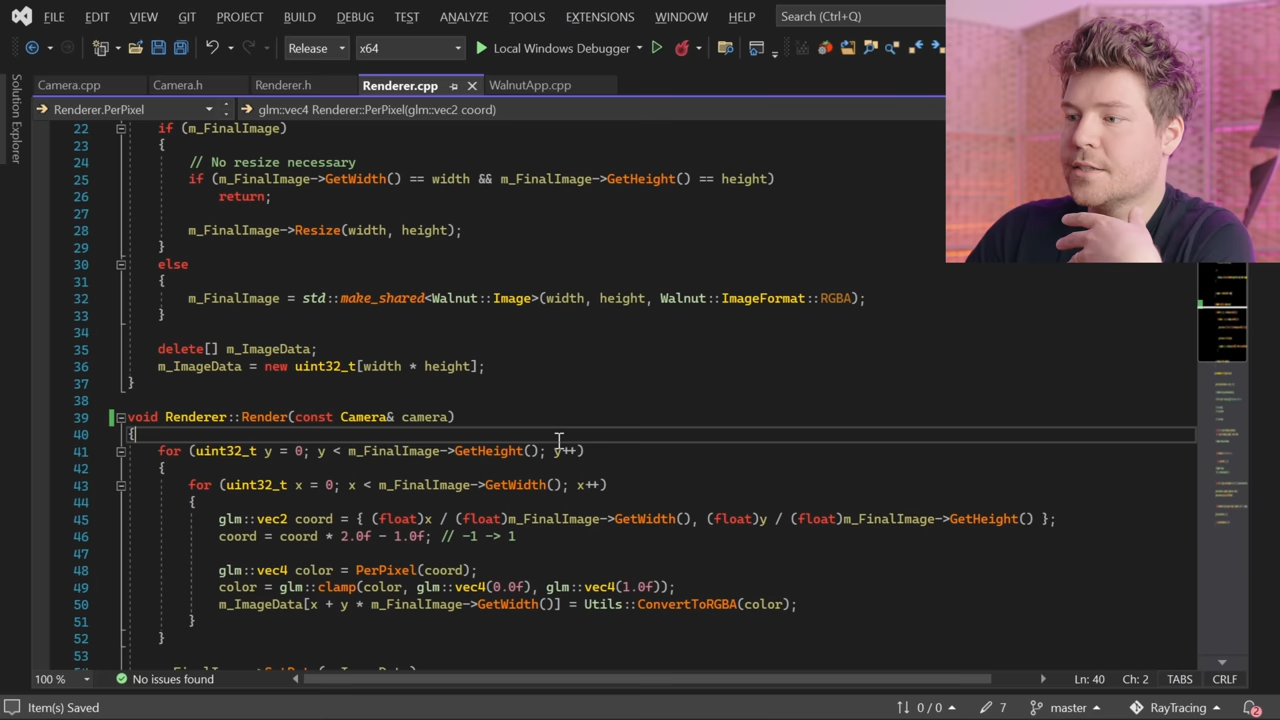 FILE EDIT VIEW GIT PROJECT BUILD DEBUG TEST ANALYZE TOOLS EXTENSIONS WINDOW HELP Search (Ctrl+Q)
Release x64 Local Windows Debugger
Camera.cpp Camera.h Renderer.h Renderer.cpp WalnutApp.cpp
Renderer.PerPixel glm::vec4 Renderer::PerPixel(glm::vec2 coord)
Solution Explorer
22 if (m_FinalImage)
23 {
24 // No resize necessary
25 if (m_FinalImage->GetWidth() == width && m_FinalImage->GetHeight() == height)
26 return;
27
28 m_FinalImage->Resize(width, height);
29 }
30 else
31 {
32 m_FinalImage = std::make_shared<Walnut::Image>(width, height, Walnut::ImageFormat::RGBA);
33 }
34
35 delete[] m_ImageData;
36 m_ImageData = new uint32_t[width * height];
37 }
38
39 void Renderer::Render(const Camera& camera)
40 {
41 for (uint32_t y = 0; y < m_FinalImage->GetHeight(); y++)
42 {
43 for (uint32_t x = 0; x < m_FinalImage->GetWidth(); x++)
44 {
45 glm::vec2 coord = { (float)x / (float)m_FinalImage->GetWidth(), (float)y / (float)m_FinalImage->GetHeight() };
46 coord = coord * 2.0f - 1.0f; // -1 -> 1
47
48 glm::vec4 color = PerPixel(coord);
49 color = glm::clamp(color, glm::vec4(0.0f), glm::vec4(1.0f));
50 m_ImageData[x + y * m_FinalImage->GetWidth()] = Utils::ConvertToRGBA(color);
51 }
52 }
53
100 % No issues found Ln: 40 Ch: 2 TABS CRLF
Item(s) Saved 0 / 0 7 master RayTracing 2